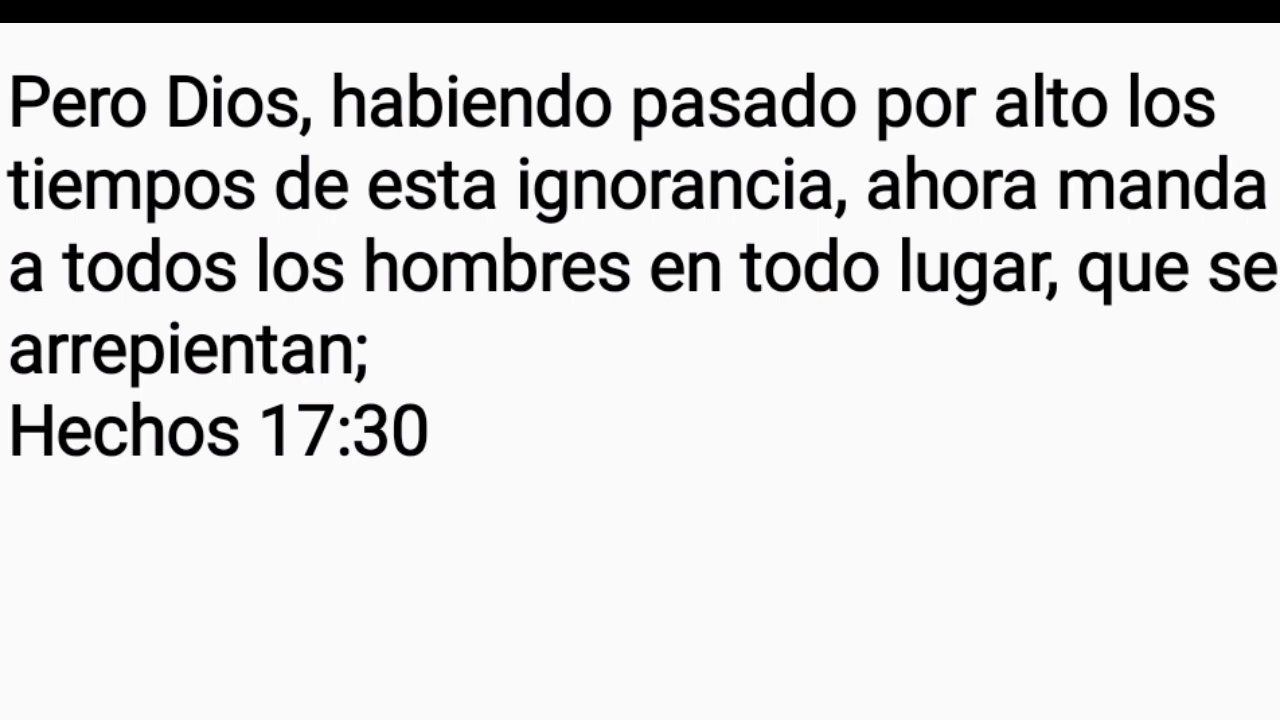 Pero Dios, habiendo pasado por alto los
tiempos de esta ignorancia, ahora manda
a todos los hombres en todo lugar, que se
arrepientan;
Hechos 17:30